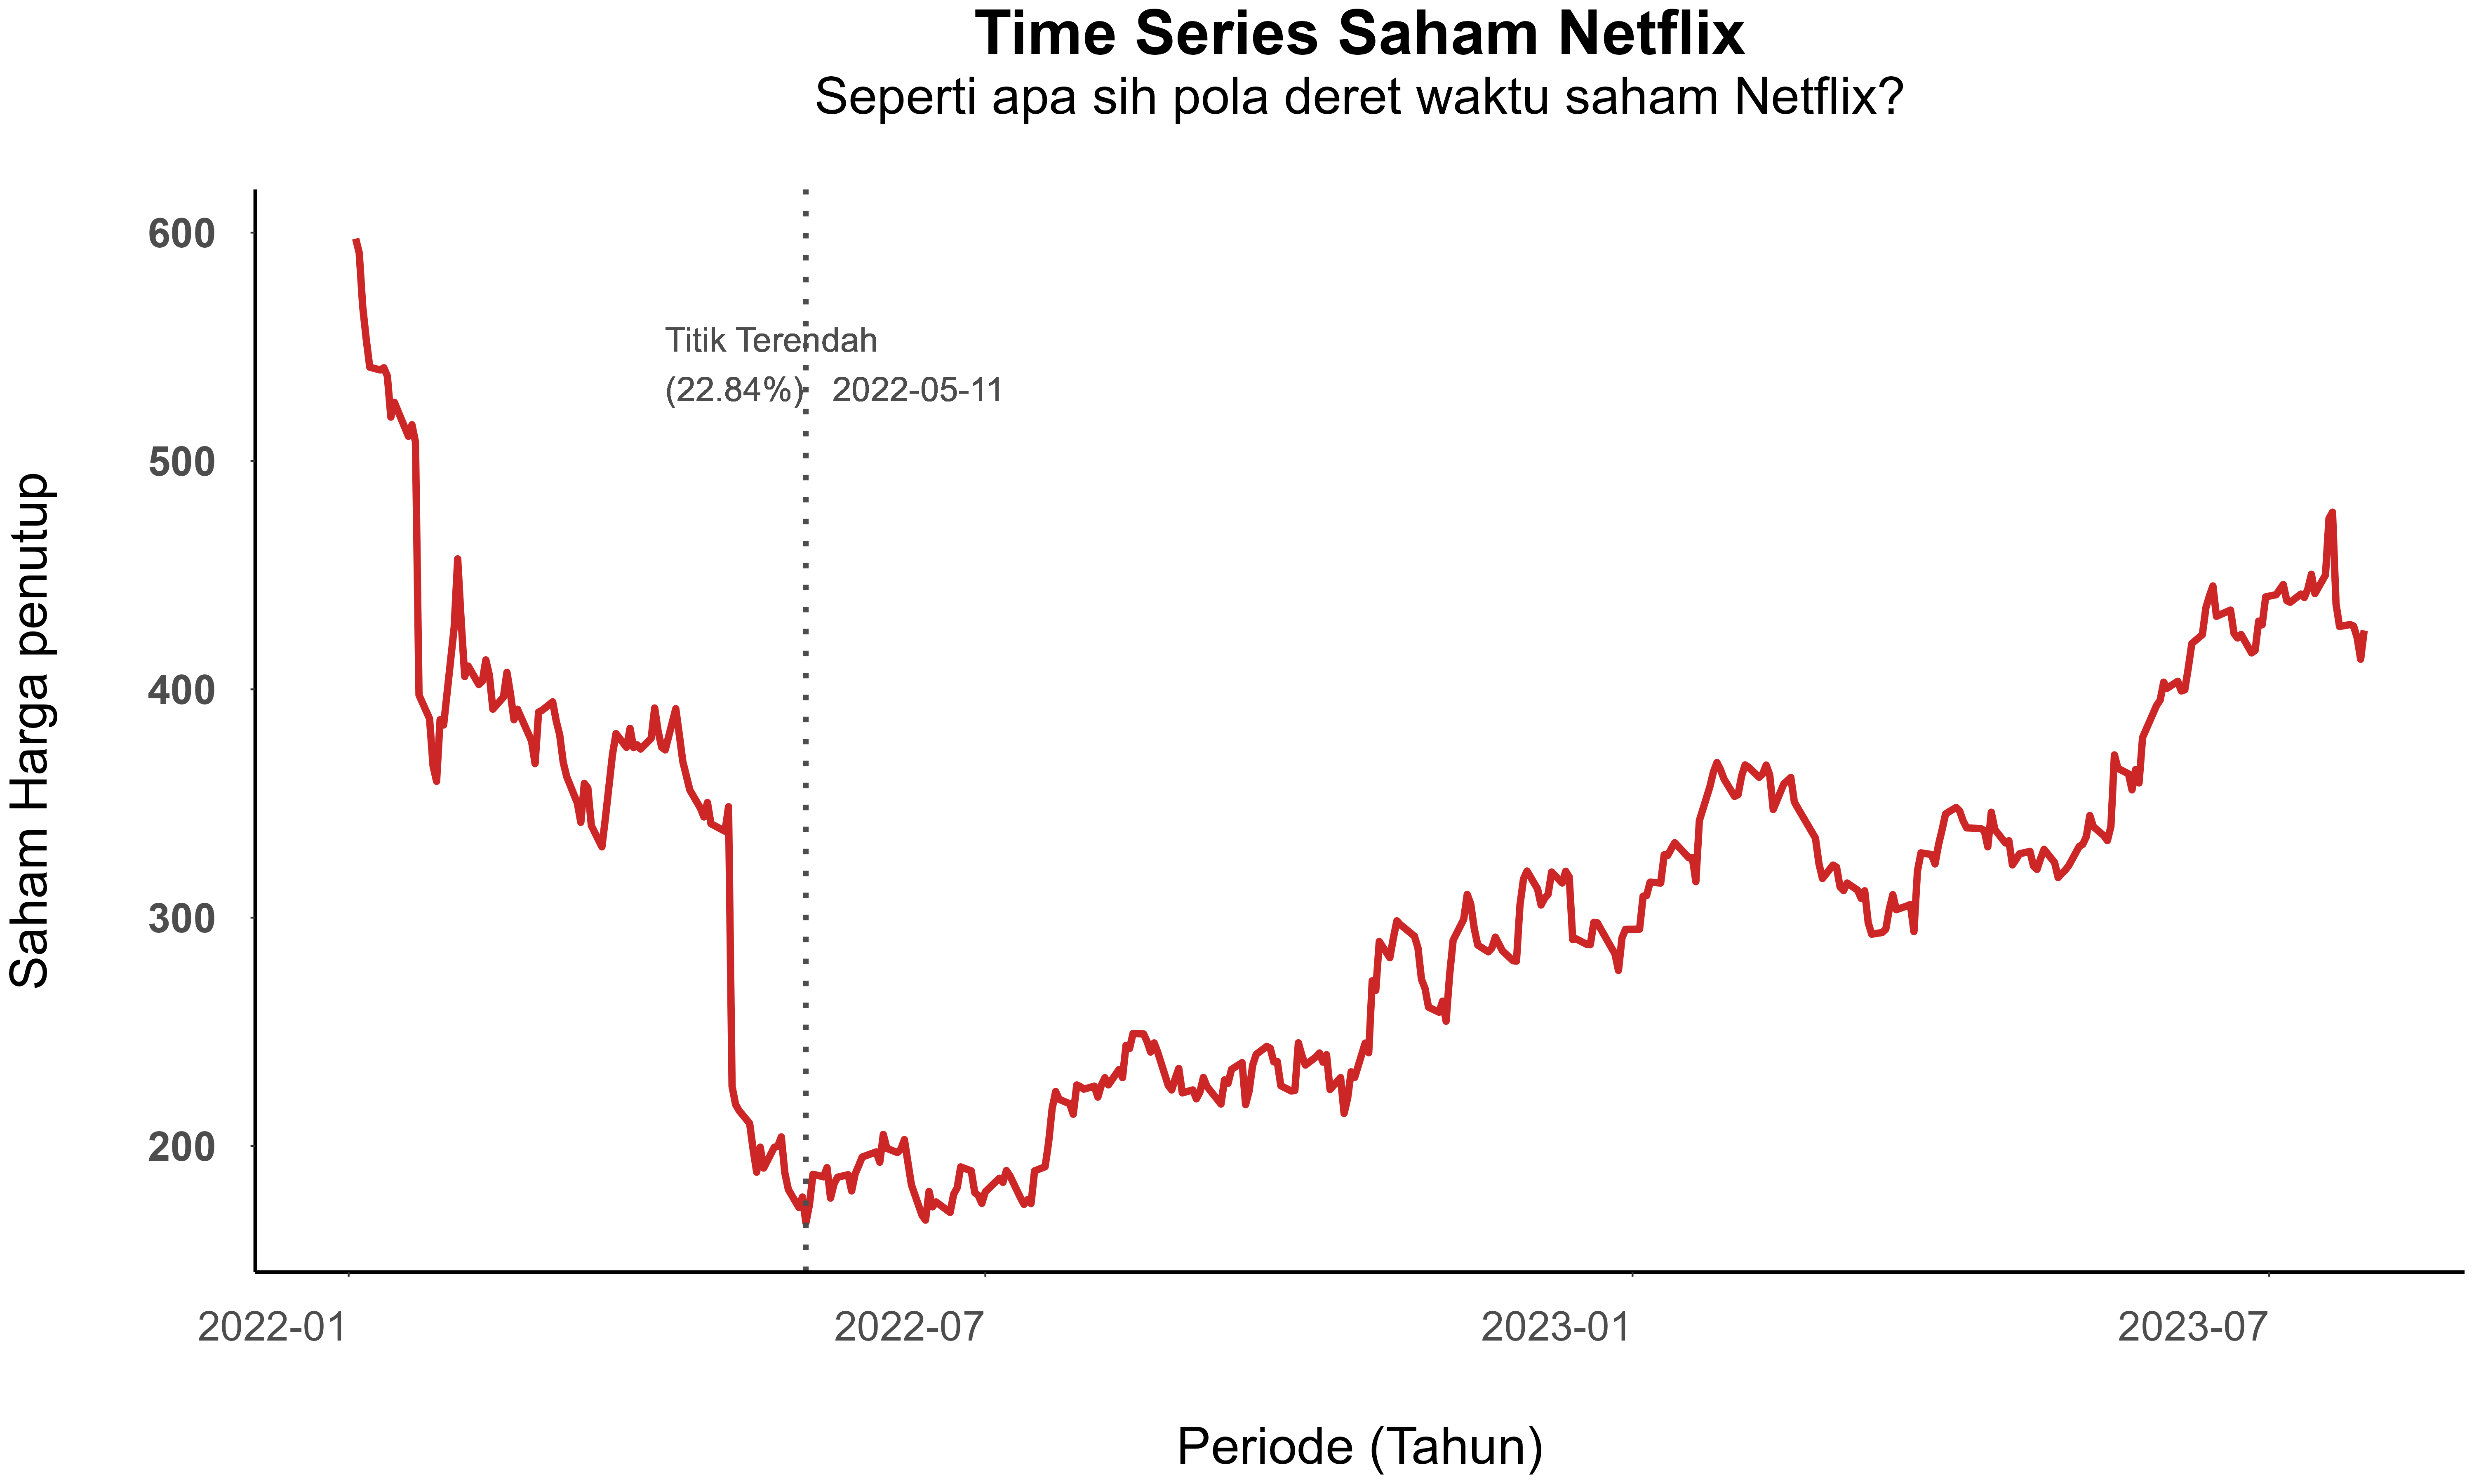 Time Series Saham Netflix
Seperti apa sih pola deret waktu saham Netflix?
Saham Harga penutup
600
500
400
300
200
Titik Terendah
(22.84%) 2022-05-11
2022-01
2022-07
2023-01
2023-07
Periode (Tahun)